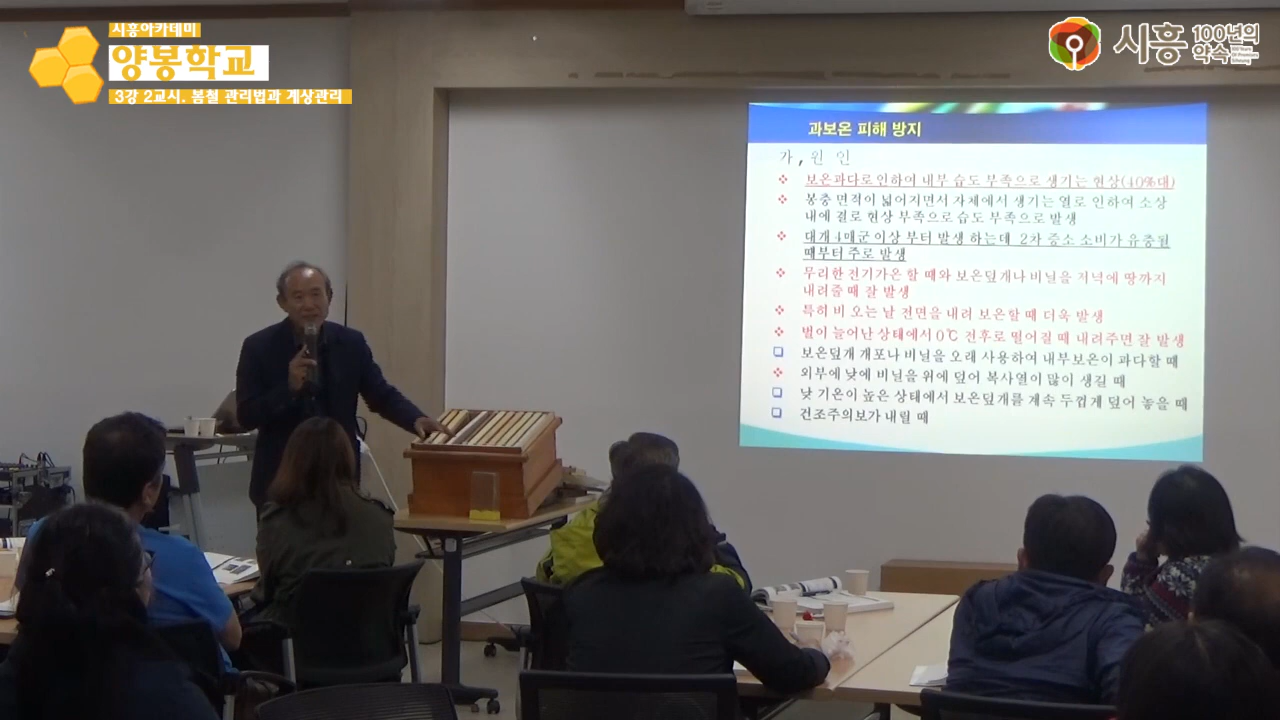 시흥아카데미
양봉학교
3강 2교시. 봄철 관리법과 계상관리
시흥 100년의
약속
과보온 피해 방지
가, 원 인
보온과다로 인하여 내부 습도 부족으로 생기는 현상(40%대)
봉충 면적이 넓어지면서 자체에서 생기는 열로 인하여 소상
내에 결로 현상 부족으로 습도 부족으로 발생
대개 4매군이상 부터 발생 하는데 2차 증소 소비가 유충된
때부터 주로 발생
무리한 전기가온 할 때와 보온덮개나 비닐을 저녁에 땅까지
내려줄 때 잘 발생
특히 비 오는 날 전면을 내려 보온할 때 더욱 발생
벌이 늘어난 상태에서 0℃ 전후로 떨어질 때 내려주면 잘 발생
보온덮개 개포나 비닐을 오래 사용하여 내부보온이 과다할 때
외부에 낮에 비닐을 위에 덮어 복사열이 많이 생길 때
낮 기온이 높은 상태에서 보온덮개를 계속 두껍게 덮어 놓을 때
건조주의보가 내릴 때